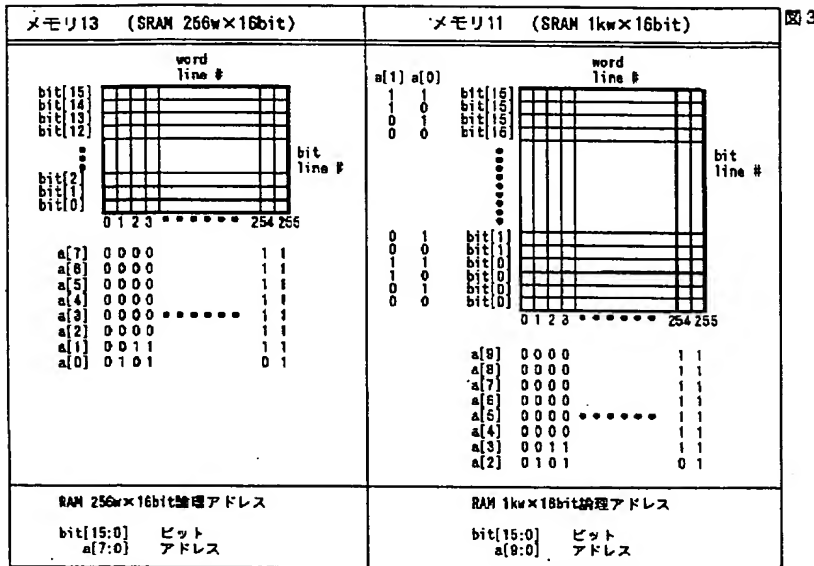 図3
メモリ13 (SRAM 256w×16bit)
word
line #
bit[15]
bit[14]
bit[13]
bit[12]
bit[2]
bit[1]
bit[0]
bit
line #
0 1 2 3 254 255
a[7] 0 0 0 0 1 1
a[6] 0 0 0 0 1 1
a[5] 0 0 0 0 1 1
a[4] 0 0 0 0 1 1
a[3] 0 0 0 0 1 1
a[2] 0 0 0 0 1 1
a[1] 0 0 1 1 1 1
a[0] 0 1 0 1 0 1
RAM 256w×16bit論理アドレス
bit[15:0] ビット
a[7:0] アドレス
メモリ11 (SRAM 1kw×16bit)
word
line #
a[1] a[0]
1 1 bit[15]
1 0 bit[15]
0 1 bit[15]
0 0 bit[15]
bit
line #
0 1 bit[1]
0 0 bit[1]
1 1 bit[0]
1 0 bit[0]
0 1 bit[0]
0 0 bit[0]
0 1 2 3 254 255
a[9] 0 0 0 0 1 1
a[8] 0 0 0 0 1 1
a[7] 0 0 0 0 1 1
a[6] 0 0 0 0 1 1
a[5] 0 0 0 0 1 1
a[4] 0 0 0 0 1 1
a[3] 0 0 1 1 1 1
a[2] 0 1 0 1 0 1
RAM 1kw×16bit論理アドレス
bit[15:0] ビット
a[9:0] アドレス